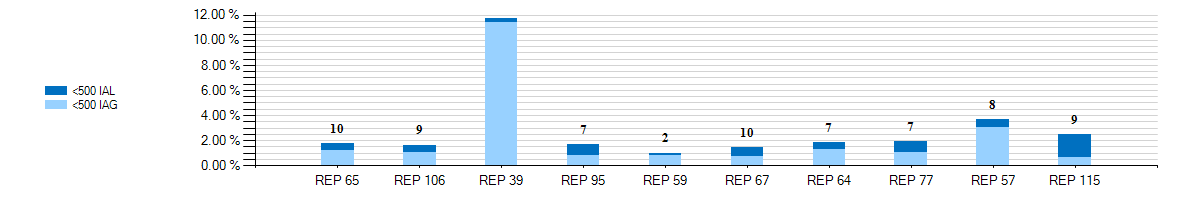 12.00 %
10.00 %
8.00 %
6.00 %
4.00 %
2.00 %
0.00 %
<500 IAL
<500 IAG
10 9 7 2 10 7 7 8 9
REP 65 REP 106 REP 39 REP 95 REP 59 REP 67 REP 64 REP 77 REP 57 REP 115